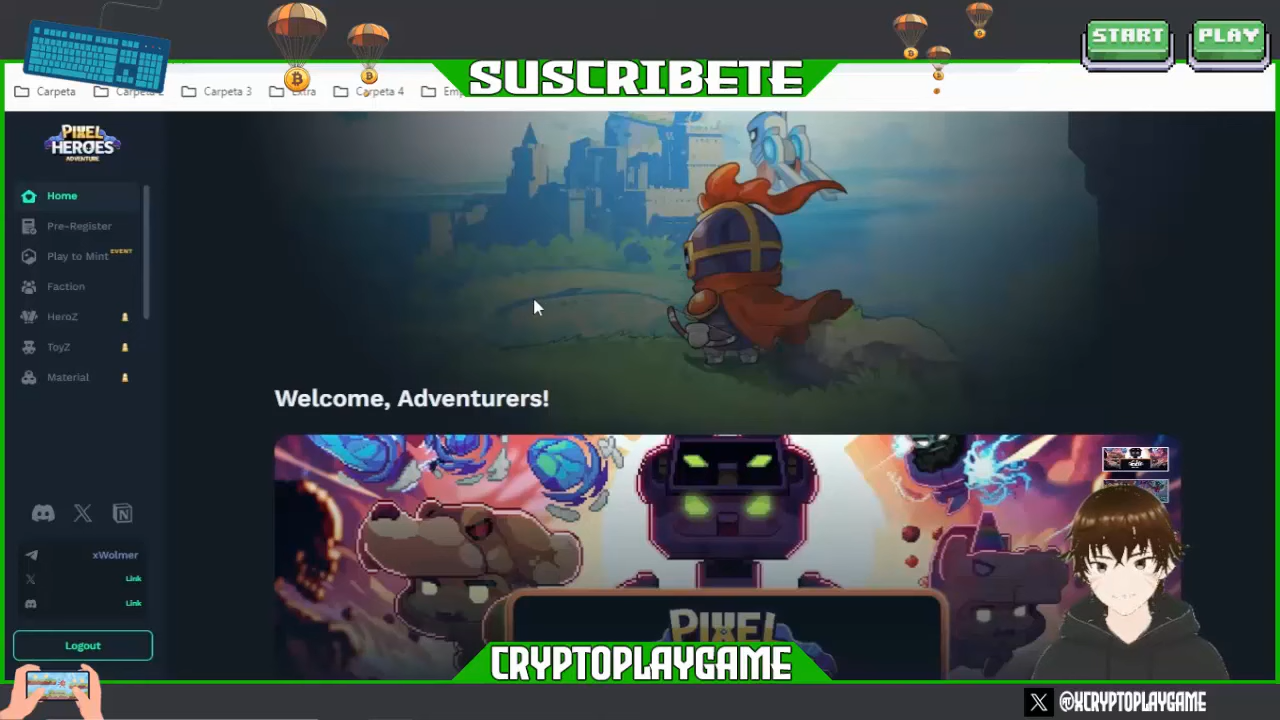 START
PLAY
SUSCRIBETE
Carpeta
Carpeta 3
Extra
Carpeta 4
PIXEL
HEROES
ADVENTURE
Home
Pre-Register
Play to Mint
EVENT
Faction
HeroZ
ToyZ
Material
Welcome, Adventurers!
xWolmer
Link
Link
Logout
PIXEL
CRYPTOPLAYGAME
@XCRYPTOPLAYGAME